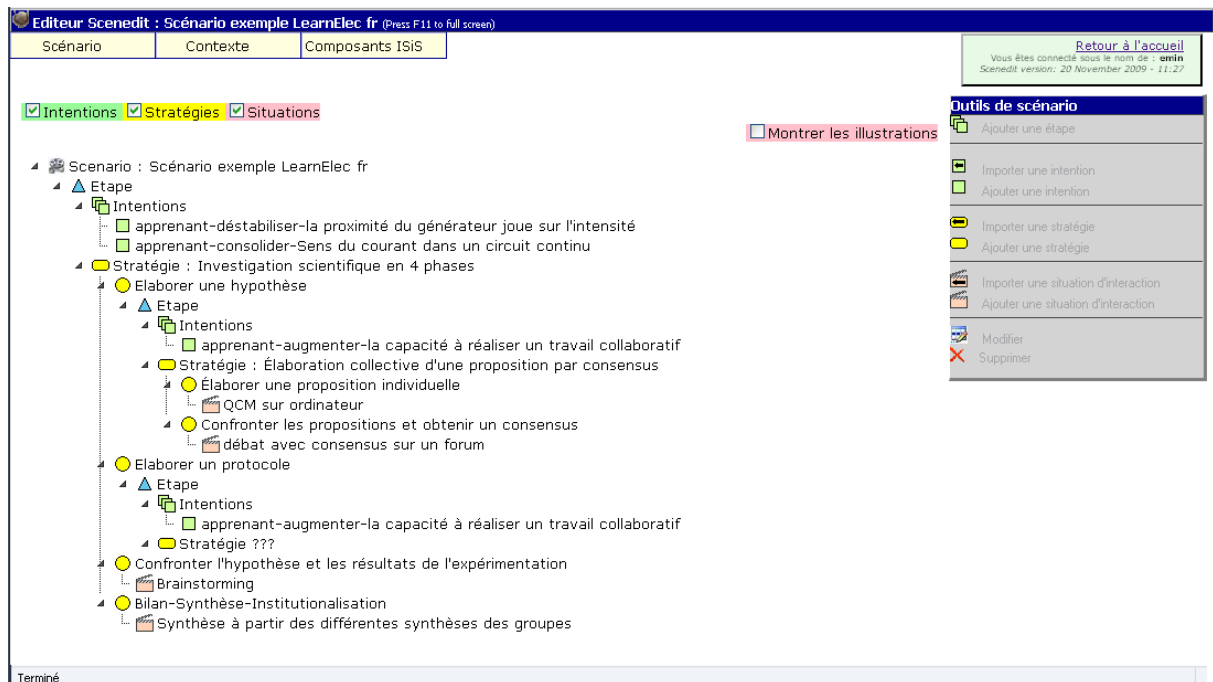 Editeur Scenedit : Scénario exemple LearnElec fr (Press F11 to full screen)
Scénario
Contexte
Composants ISiS
Retour à l'accueil
Vous êtes connecté sous le nom de : emin
Scenedit version: 20 November 2009 - 11:27
Intentions Stratégies Situations
Montrer les illustrations
Outils de scénario
Ajouter une étape
Importer une intention
Ajouter une intention
Importer une stratégie
Ajouter une stratégie
Importer une situation d'interaction
Ajouter une situation d'interaction
Modifier
Supprimer
Scenario : Scénario exemple LearnElec fr
Etape
Intentions
apprenant-déstabiliser-la proximité du générateur joue sur l'intensité
apprenant-consolider-Sens du courant dans un circuit continu
Stratégie : Investigation scientifique en 4 phases
Elaborer une hypothèse
Etape
Intentions
apprenant-augmenter-la capacité à réaliser un travail collaboratif
Stratégie : Élaboration collective d'une proposition par consensus
Élaborer une proposition individuelle
QCM sur ordinateur
Confronter les propositions et obtenir un consensus
débat avec consensus sur un forum
Elaborer un protocole
Etape
Intentions
apprenant-augmenter-la capacité à réaliser un travail collaboratif
Stratégie ???
Confronter l'hypothèse et les résultats de l'expérimentation
Brainstorming
Bilan-Synthèse-Institutionalisation
Synthèse à partir des différentes synthèses des groupes
Terminé